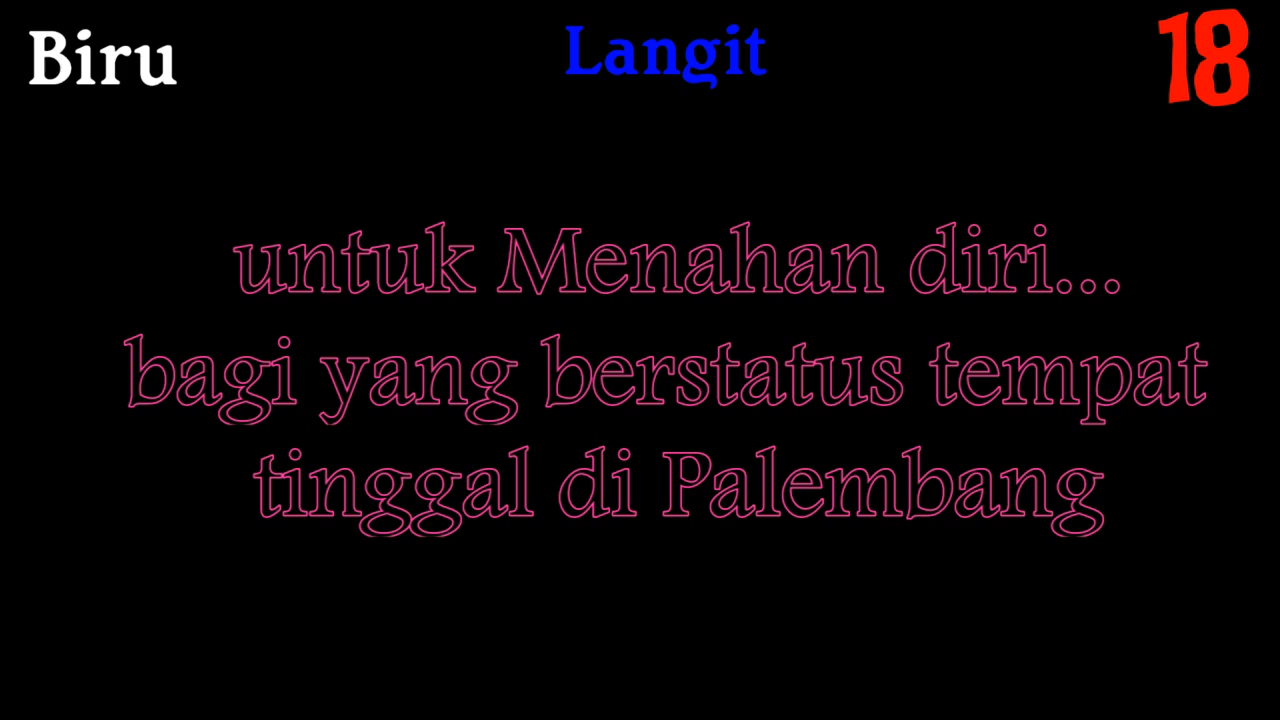 Biru
Langit
18
untuk Menahan diri...
bagi yang berstatus tempat
tinggal di Palembang